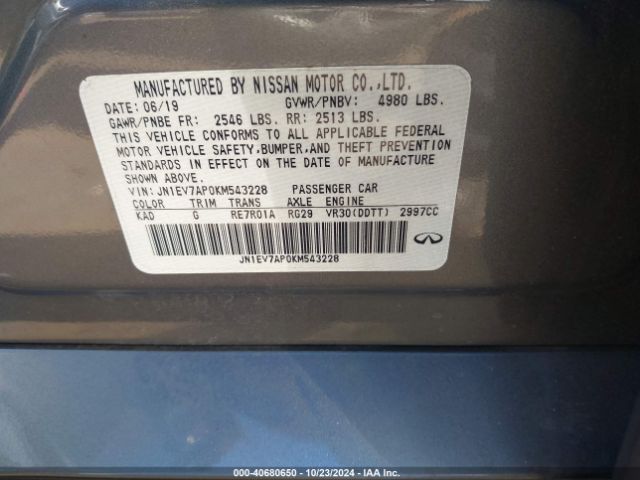 MANUFACTURED BY NISSAN MOTOR CO.,LTD.
DATE: 06/19 GVWR/PNBV: 4980 LBS.
GAWR/PNBE FR: 2546 LBS. RR: 2513 LBS.
THIS VEHICLE CONFORMS TO ALL APPLICABLE FEDERAL
MOTOR VEHICLE SAFETY,BUMPER,AND THEFT PREVENTION
STANDARDS IN EFFECT ON THE DATE OF MANUFACTURE
SHOWN ABOVE.
VIN: JN1EV7AP0KM543228 PASSENGER CAR
COLOR TRIM TRANS AXLE ENGINE
KAD G RE7R01A RG29 VR30(DDTT) 2997CC
JN1EV7AP0KM543228
000-40680650 | 10/23/2024 | IAA Inc.